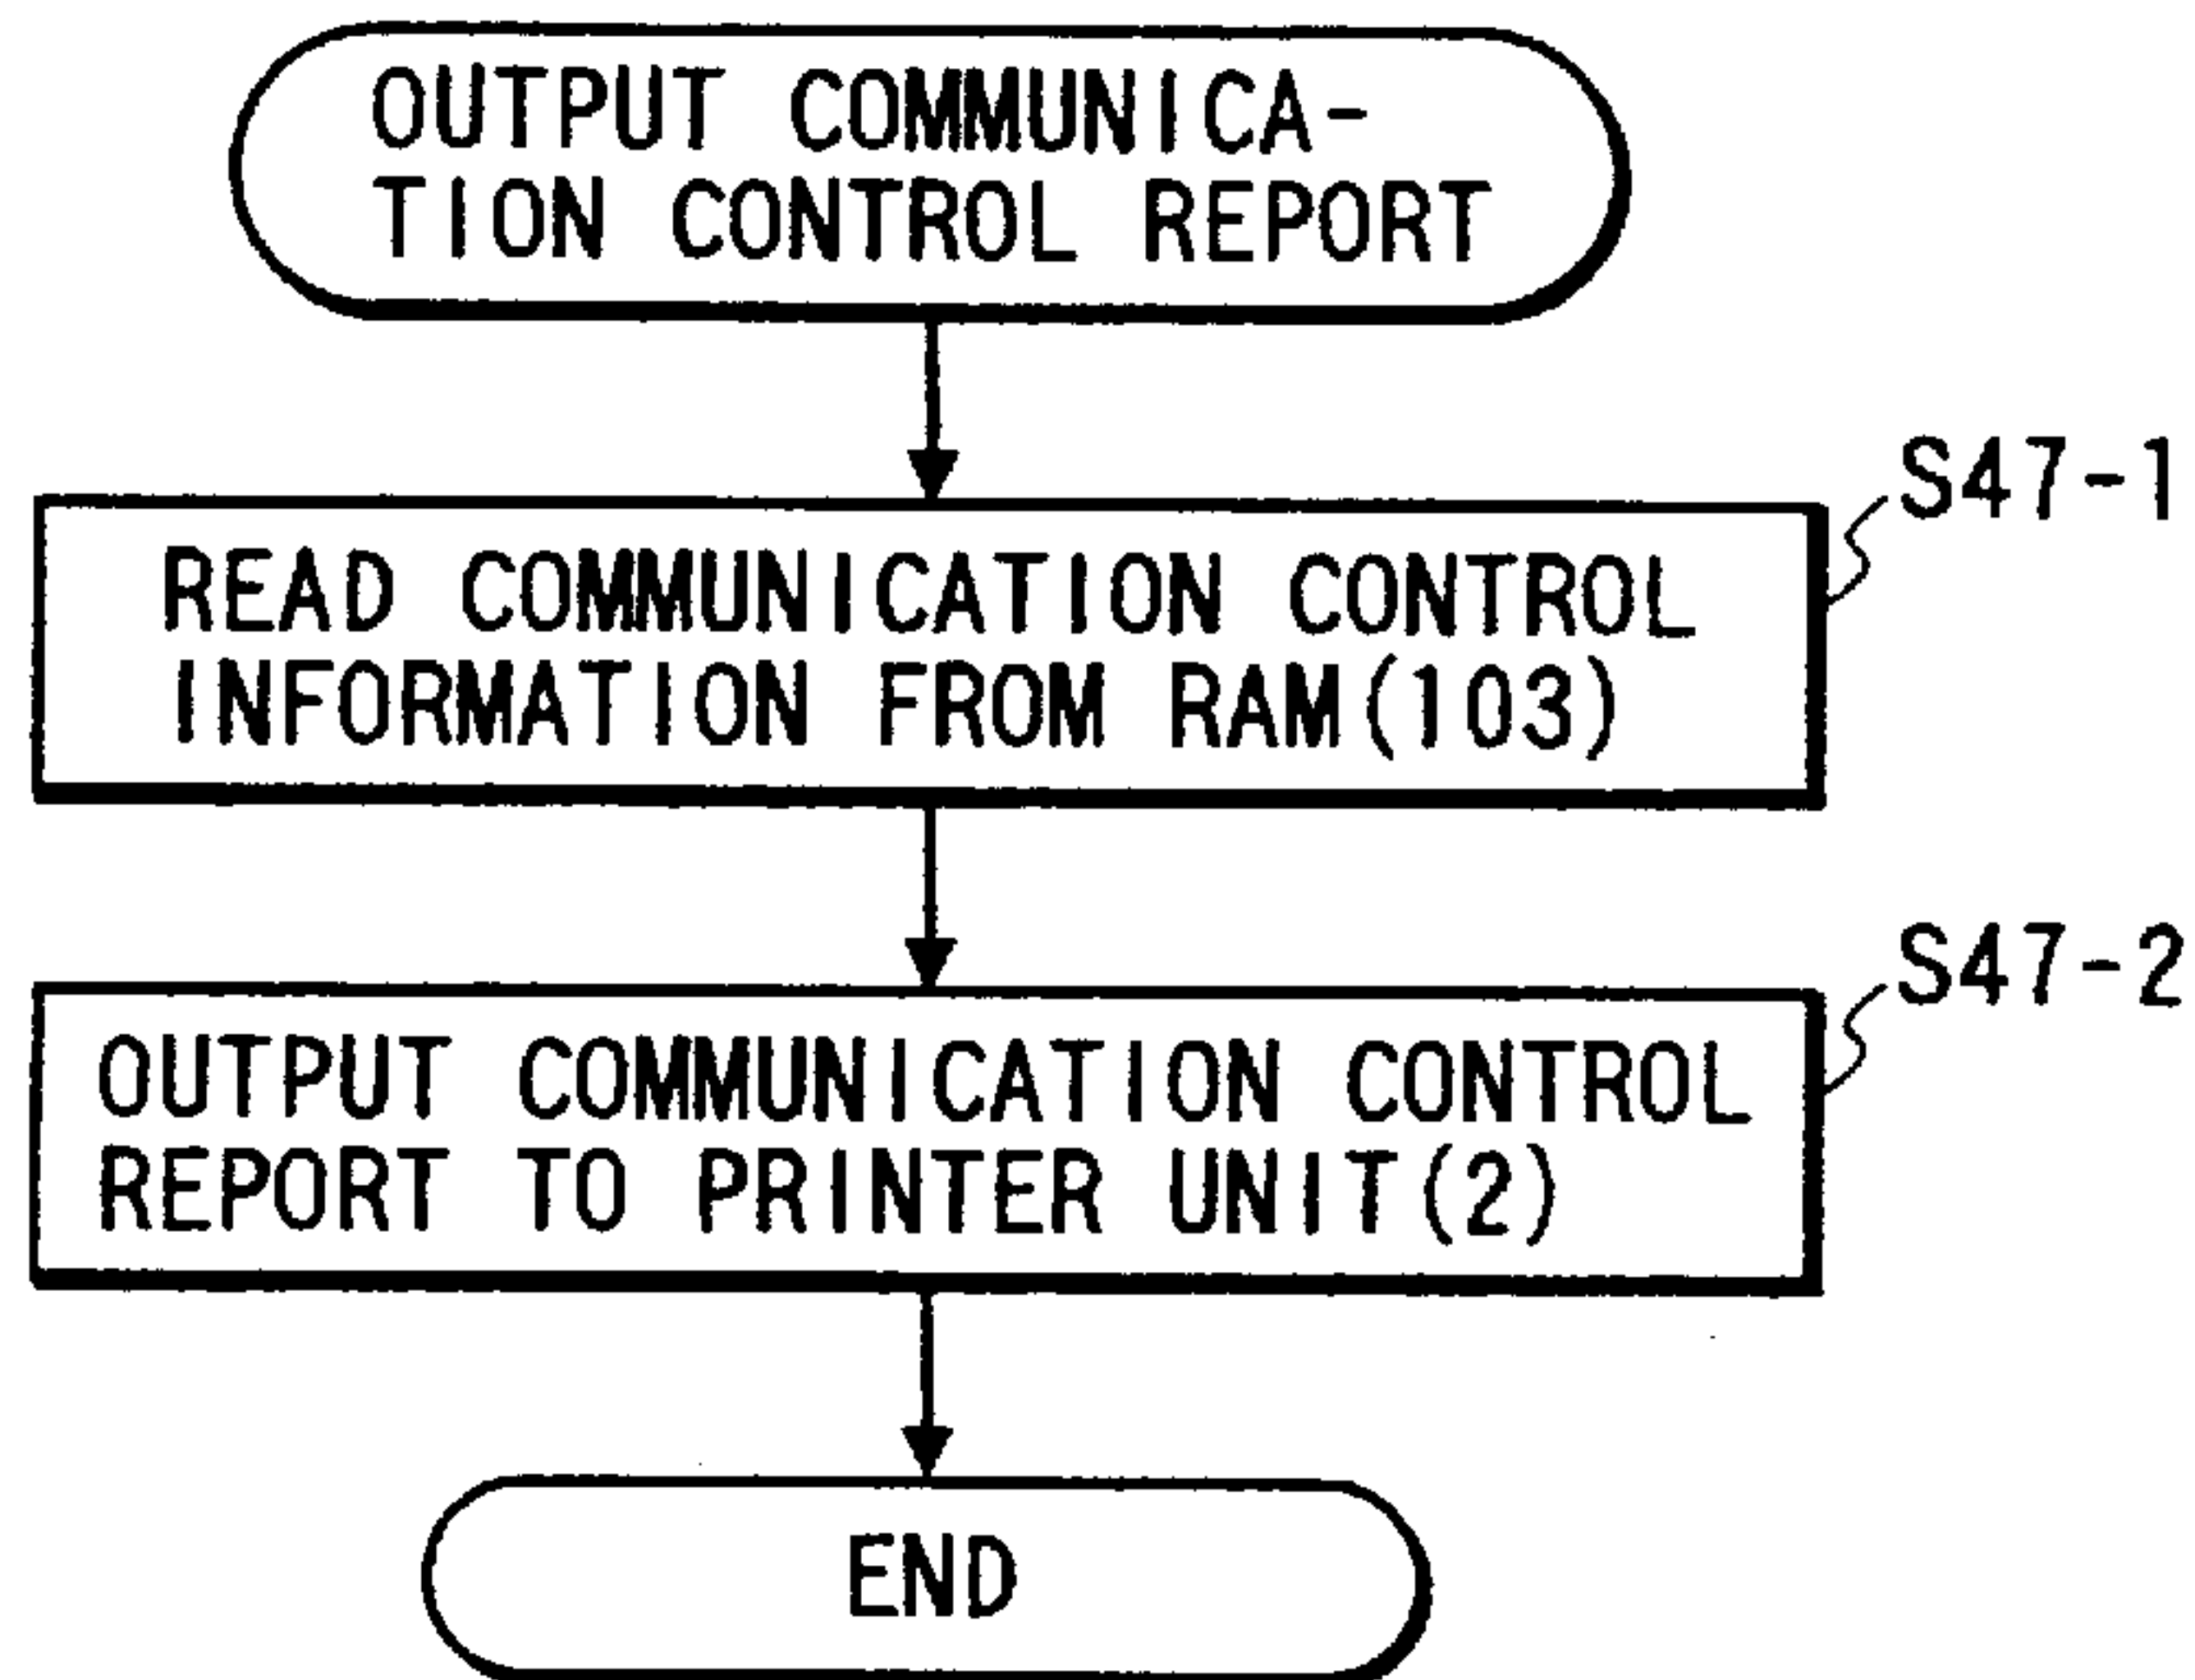 OUTPUT COMMUNICA-
TION CONTROL REPORT
S47-1
READ COMMUNICATION CONTROL
INFORMATION FROM RAM(103)
S47-2
OUTPUT COMMUNICATION CONTROL
REPORT TO PRINTER UNIT(2)
END